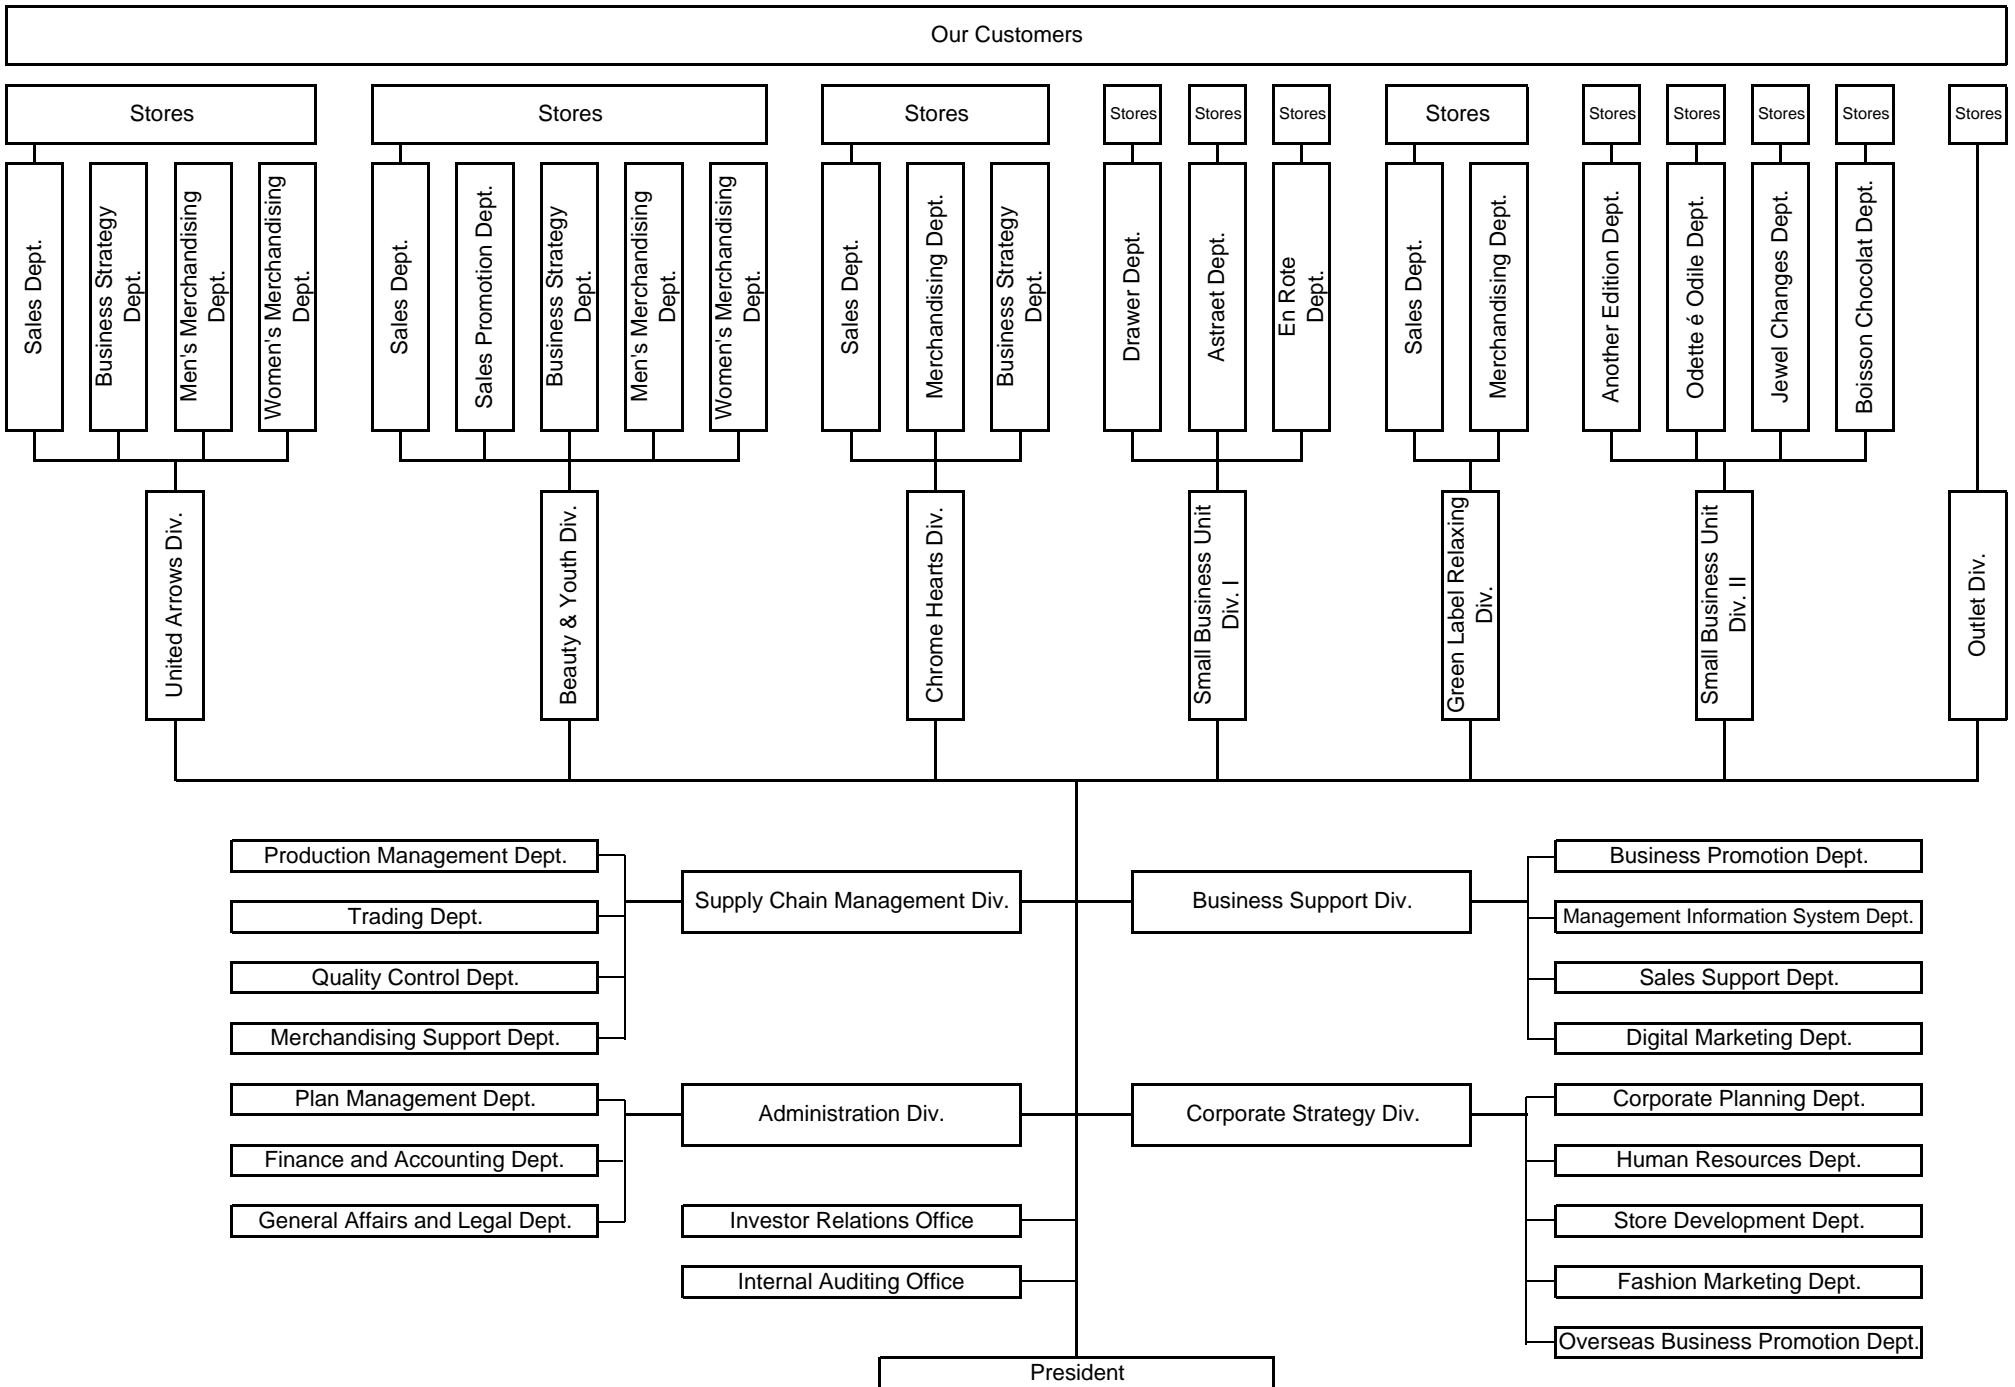 Our Customers
Stores
Stores
Stores
Stores
Stores
Stores
Stores
Stores
Stores
Stores
Stores
Stores
Sales Dept.
Business Strategy
Dept.
Men's Merchandising
Dept.
Women's Merchandising
Dept.
Sales Dept.
Sales Promotion Dept.
Business Strategy
Dept.
Men's Merchandising
Dept.
Women's Merchandising
Dept.
Sales Dept.
Merchandising Dept.
Business Strategy
Dept.
Drawer Dept.
Astraet Dept.
En Rote
Dept.
Sales Dept.
Merchandising Dept.
Another Edition Dept.
Odette é Odile Dept.
Jewel Changes Dept.
Boisson Chocolat Dept.
United Arrows Div.
Beauty & Youth Div.
Chrome Hearts Div.
Small Business Unit
Div. I
Green Label Relaxing
Div.
Small Business Unit
Div. II
Outlet Div.
Production Management Dept.
Trading Dept.
Quality Control Dept.
Merchandising Support Dept.
Supply Chain Management Div.
Business Support Div.
Business Promotion Dept.
Management Information System Dept.
Sales Support Dept.
Digital Marketing Dept.
Plan Management Dept.
Finance and Accounting Dept.
General Affairs and Legal Dept.
Administration Div.
Corporate Strategy Div.
Corporate Planning Dept.
Human Resources Dept.
Store Development Dept.
Fashion Marketing Dept.
Overseas Business Promotion Dept.
Investor Relations Office
Internal Auditing Office
President